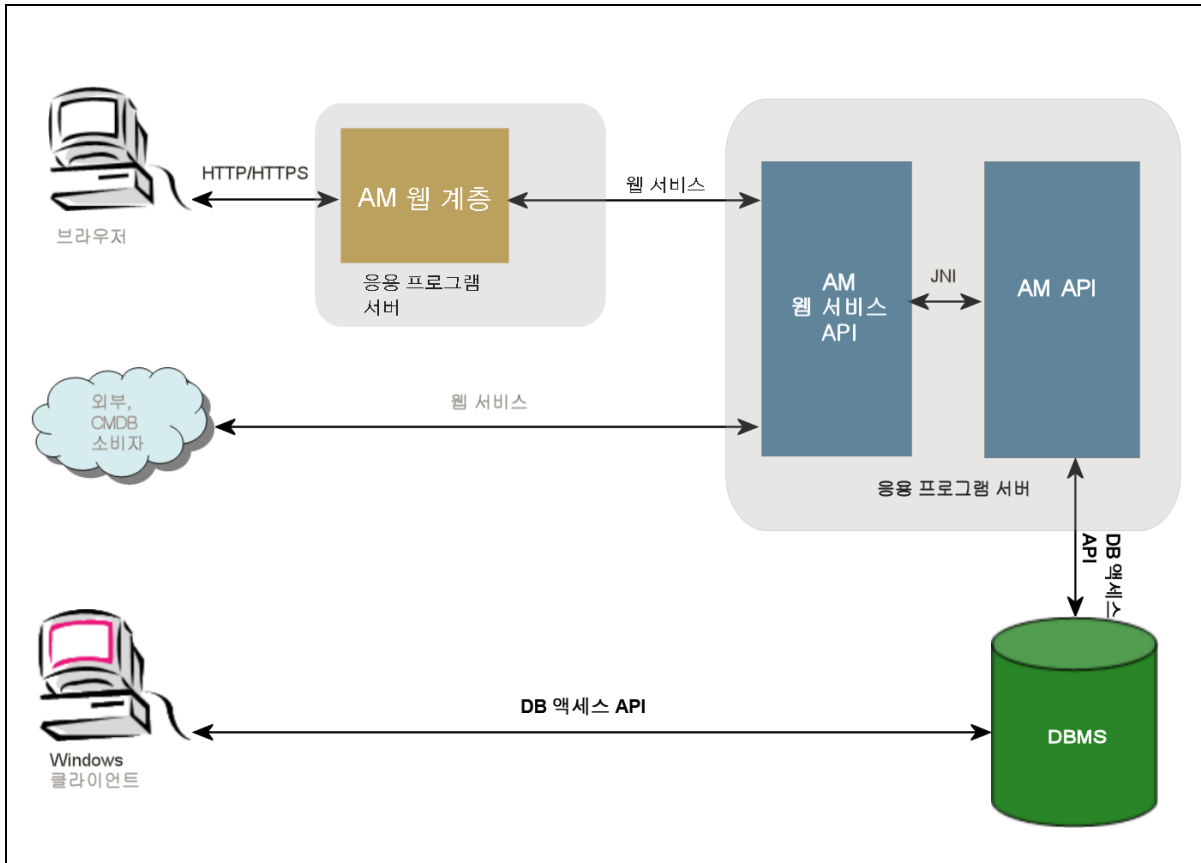 HTTP/HTTPS
브라우저
AM 웹 계층
응용 프로그램
서버
웹 서비스
AM
웹 서비스
API
JNI
AM API
응용 프로그램 서버
외부,
CMDB
소비자
웹 서비스
DB 액세스
API
Windows
클라이언트
DB 액세스 API
DBMS